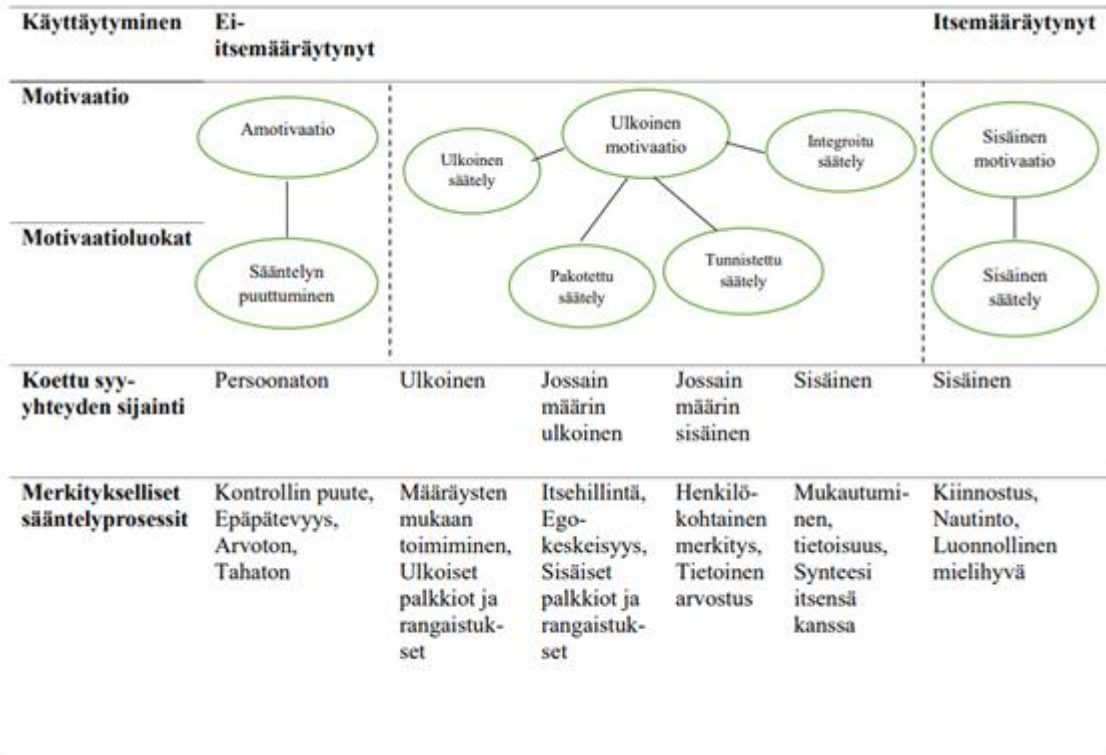 Käyttäytyminen
Ei-
itsemääräytynyt
Itsemääräytynyt
Motivaatio
Amotivaatio
Ulkoinen
säätely
Ulkoinen
motivaatio
Integroitu
säätely
Sisäinen
motivaatio
Motivaatioluokat
Sääntelyn
puuttuminen
Pakotettu
säätely
Tunnistettu
säätely
Sisäinen
säätely
Koettu syy-
yhteyden sijainti
Persoonaton
Ulkoinen
Jossain
määrin
ulkoinen
Jossain
määrin
sisäinen
Sisäinen
Sisäinen
Merkitykselliset
sääntelyprosessit
Kontrollin puute,
Epäpätevyys,
Arvoton,
Tahaton
Määräysten
mukaan
toimiminen,
Ulkoiset
palkkiot ja
rangaistuk-
set
Itsehillintä,
Ego-
keskeisyys,
Sisäiset
palkkiot ja
rangaistuk-
set
Henkilö-
kohtainen
merkitys,
Tietoinen
arvostus
Mukautumi-
nen,
tietoisuus,
Synteesi
itsensä
kanssa
Kiinnostus,
Nautinto,
Luonnollinen
mielihyvä